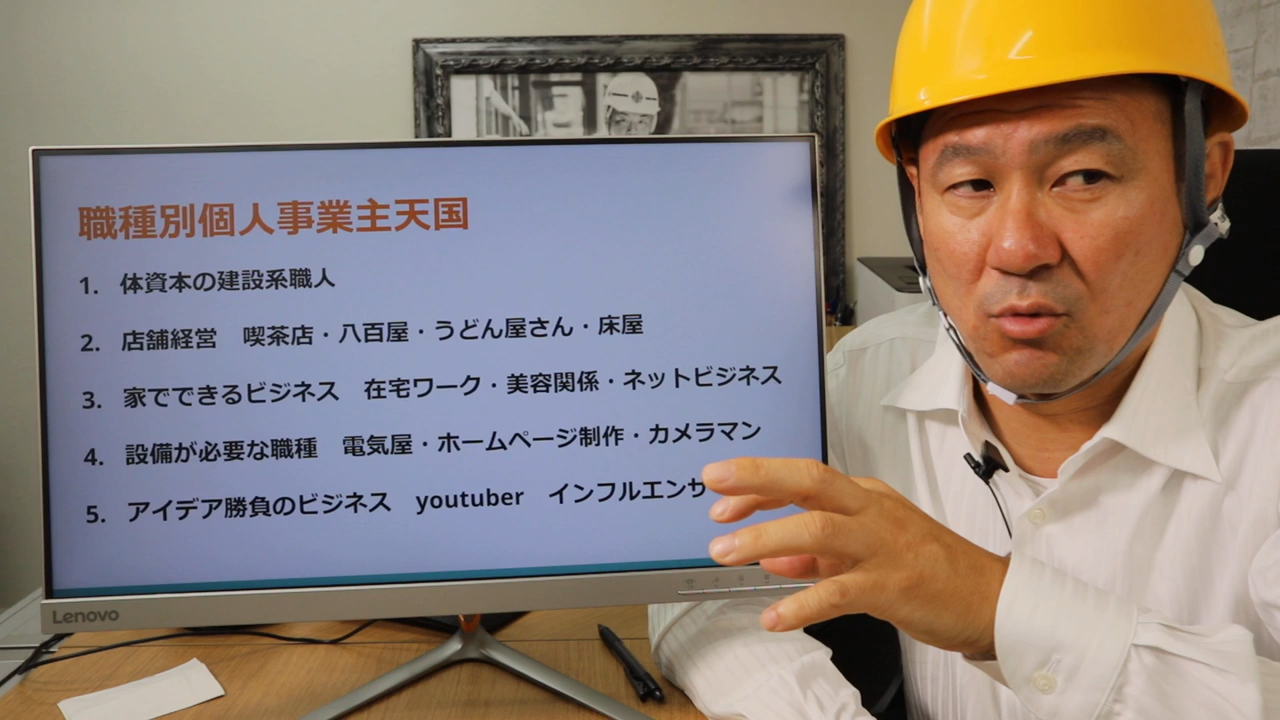 職種別個人事業主天国
1. 体資本の建設系職人
2. 店舗経営 喫茶店・八百屋・うどん屋さん・床屋
3. 家でできるビジネス 在宅ワーク・美容関係・ネットビジネス
4. 設備が必要な職種 電気屋・ホームページ制作・カメラマン
5. アイデア勝負のビジネス youtuber インフルエンサ
Lenovo